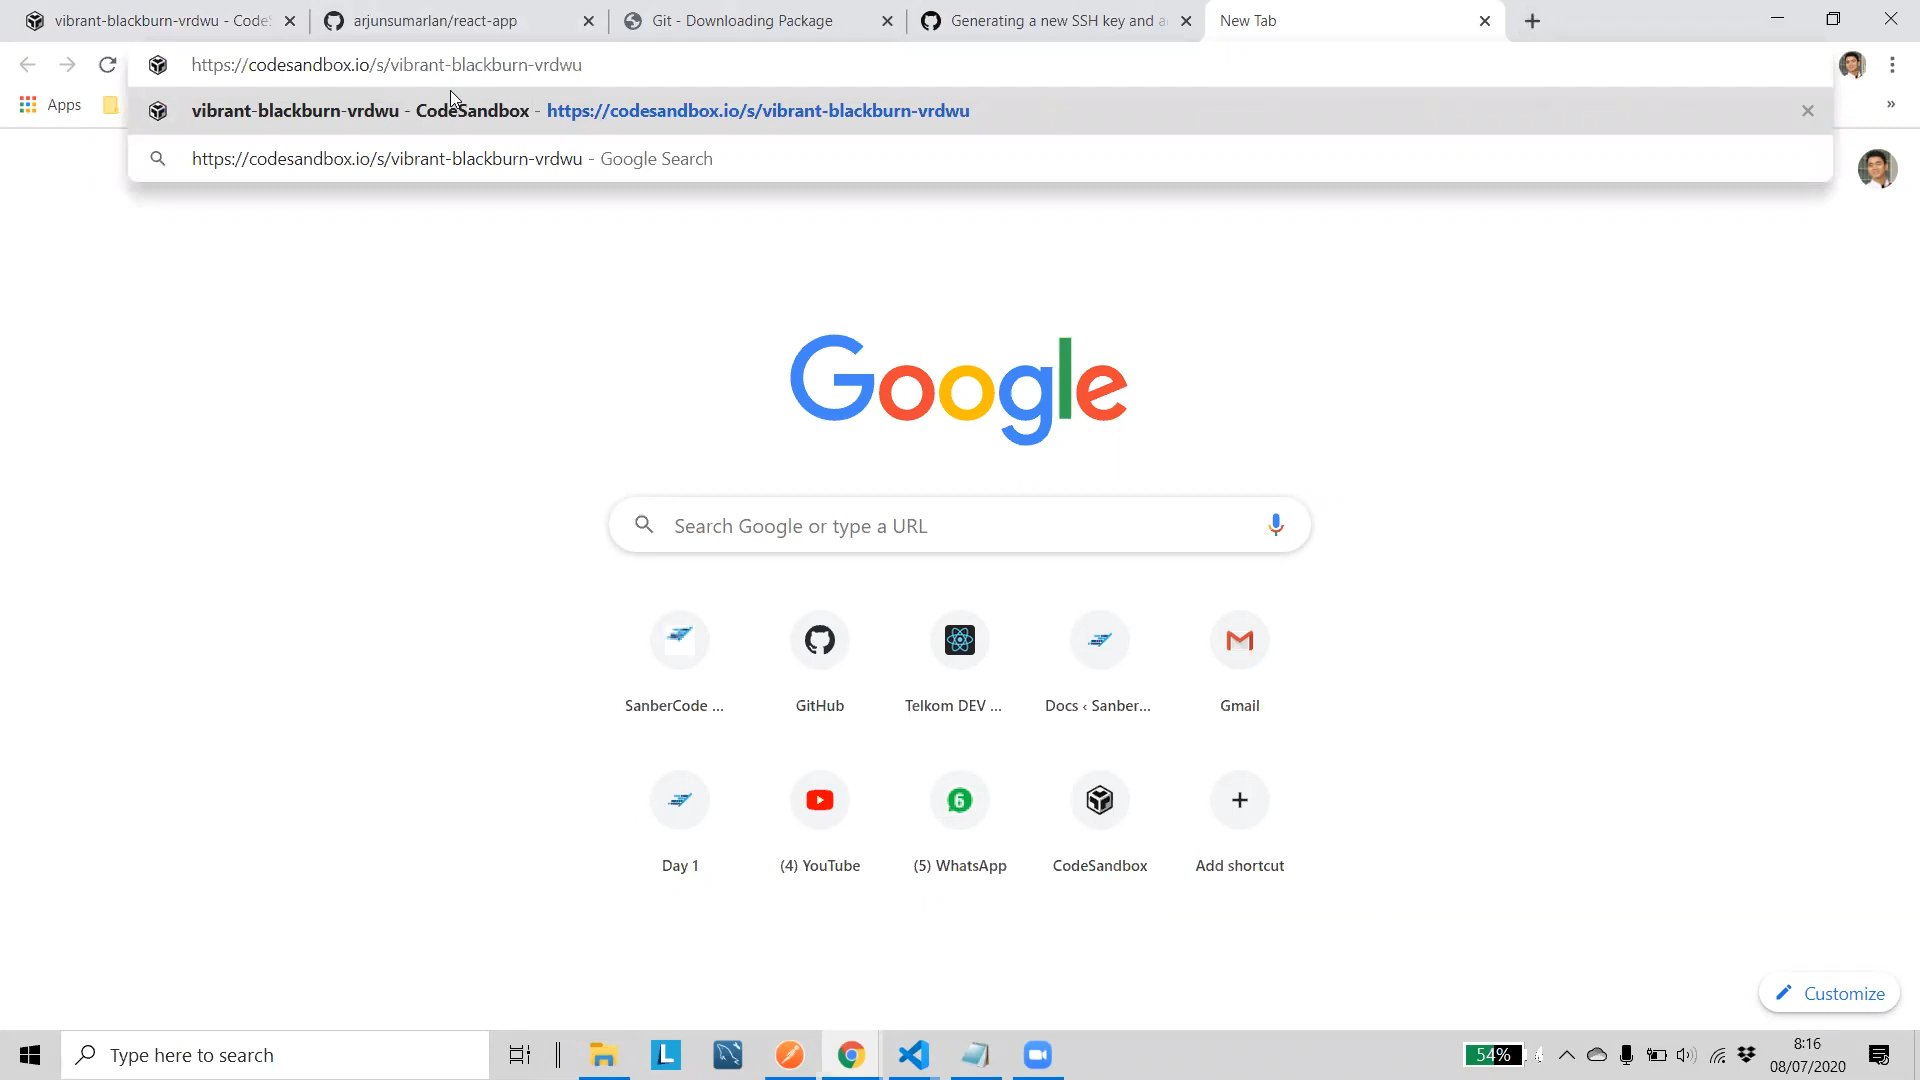 vibrant-blackburn-vrdwu - CodeS
arjunsumarlan/react-app
Git - Downloading Package
Generating a new SSH key and a
New Tab
https://codesandbox.io/s/vibrant-blackburn-vrdwu
Apps
»
vibrant-blackburn-vrdwu - CodeSandbox - https://codesandbox.io/s/vibrant-blackburn-vrdwu
https://codesandbox.io/s/vibrant-blackburn-vrdwu - Google Search
Google
Search Google or type a URL
SanberCode ...
GitHub
Telkom DEV ...
Docs ‹ Sanber...
Gmail
6
Day 1
(4) YouTube
(5) WhatsApp
CodeSandbox
Add shortcut
Customize
Type here to search
L
54%
8:16
08/07/2020